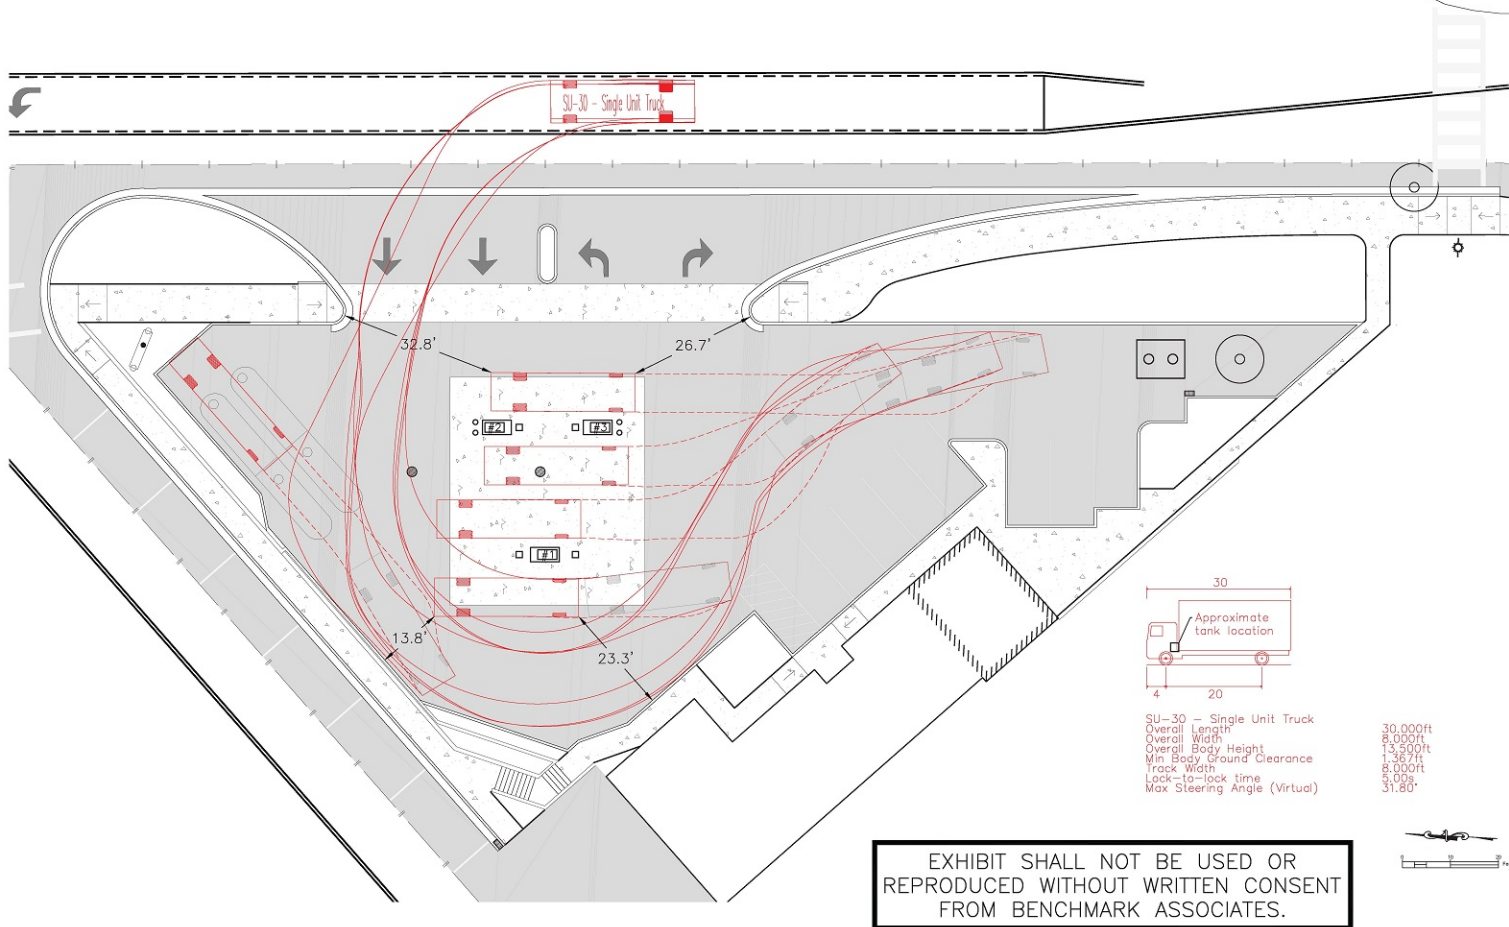 SU-30 - Single Unit Truck
32.8'
26.7'
#2
#3
#1
13.8'
23.3'
30
Approximate
tank location
4
20
SU-30 - Single Unit Truck
Overall Length 30.000ft
Overall Width 8.000ft
Overall Body Height 13.500ft
Min Body Ground Clearance 1.367ft
Track Width 8.000ft
Lock-to-lock time 5.00s
Max Steering Angle (Virtual) 31.80°
0 10 20
EXHIBIT SHALL NOT BE USED OR
REPRODUCED WITHOUT WRITTEN CONSENT
FROM BENCHMARK ASSOCIATES.